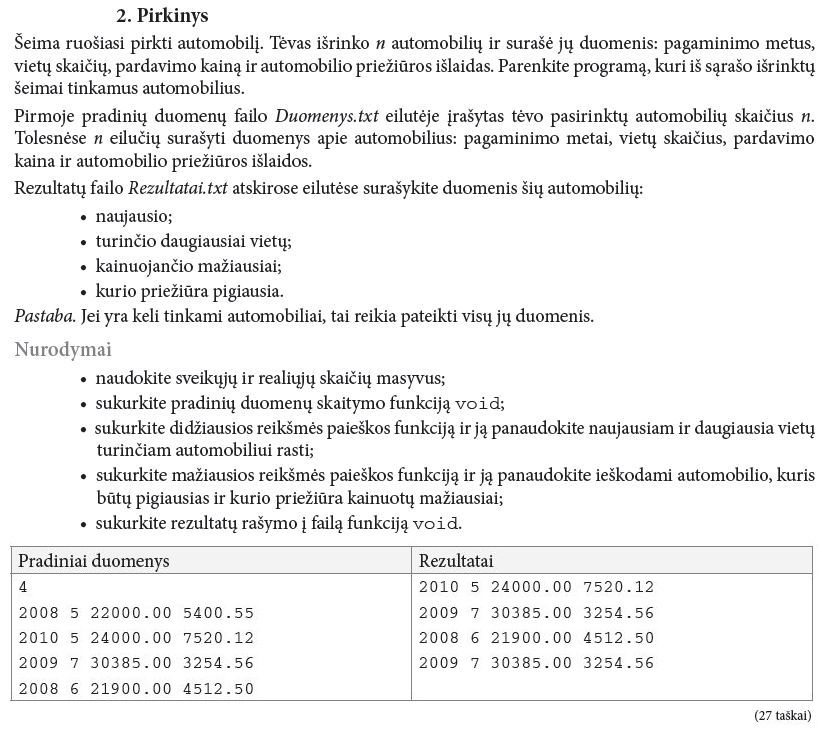 2. Pirkinys
Šeima ruošiasi pirkti automobilį. Tėvas išrinko n automobilių ir surašė jų duomenis: pagaminimo metus,
vietų skaičių, pardavimo kainą ir automobilio priežiūros išlaidas. Parenkite programą, kuri iš sąrašo išrinktų
šeimai tinkamus automobilius.
Pirmoje pradinių duomenų failo Duomenys.txt eilutėje įrašytas tėvo pasirinktų automobilių skaičius n.
Tolesnėse n eilučių surašyti duomenys apie automobilius: pagaminimo metai, vietų skaičius, pardavimo
kaina ir automobilio priežiūros išlaidos.
Rezultatų failo Rezultatai.txt atskirose eilutėse surašykite duomenis šių automobilių:
• naujausio;
• turinčio daugiausiai vietų;
• kainuojančio mažiausiai;
• kurio priežiūra pigiausia.
Pastaba. Jei yra keli tinkami automobiliai, tai reikia pateikti visų jų duomenis.
Nurodymai
• naudokite sveikųjų ir realiųjų skaičių masyvus;
• sukurkite pradinių duomenų skaitymo funkciją void;
• sukurkite didžiausios reikšmės paieškos funkciją ir ją panaudokite naujausiam ir daugiausia vietų
turinčiam automobiliui rasti;
• sukurkite mažiausios reikšmės paieškos funkciją ir ją panaudokite ieškodami automobilio, kuris
būtų pigiausias ir kurio priežiūra kainuotų mažiausiai;
• sukurkite rezultatų rašymo į failą funkciją void.
Pradiniai duomenys
4
2008 5 22000.00 5400.55
2010 5 24000.00 7520.12
2009 7 30385.00 3254.56
2008 6 21900.00 4512.50
Rezultatai
2010 5 24000.00 7520.12
2009 7 30385.00 3254.56
2008 6 21900.00 4512.50
2009 7 30385.00 3254.56
(27 taškai)